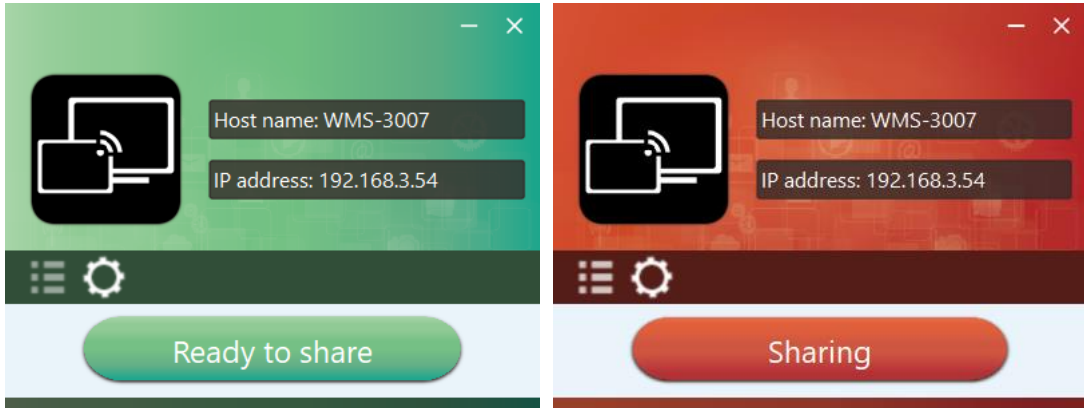 Host name: WMS-3007
IP address: 192.168.3.54
Ready to share
Host name: WMS-3007
IP address: 192.168.3.54
Sharing